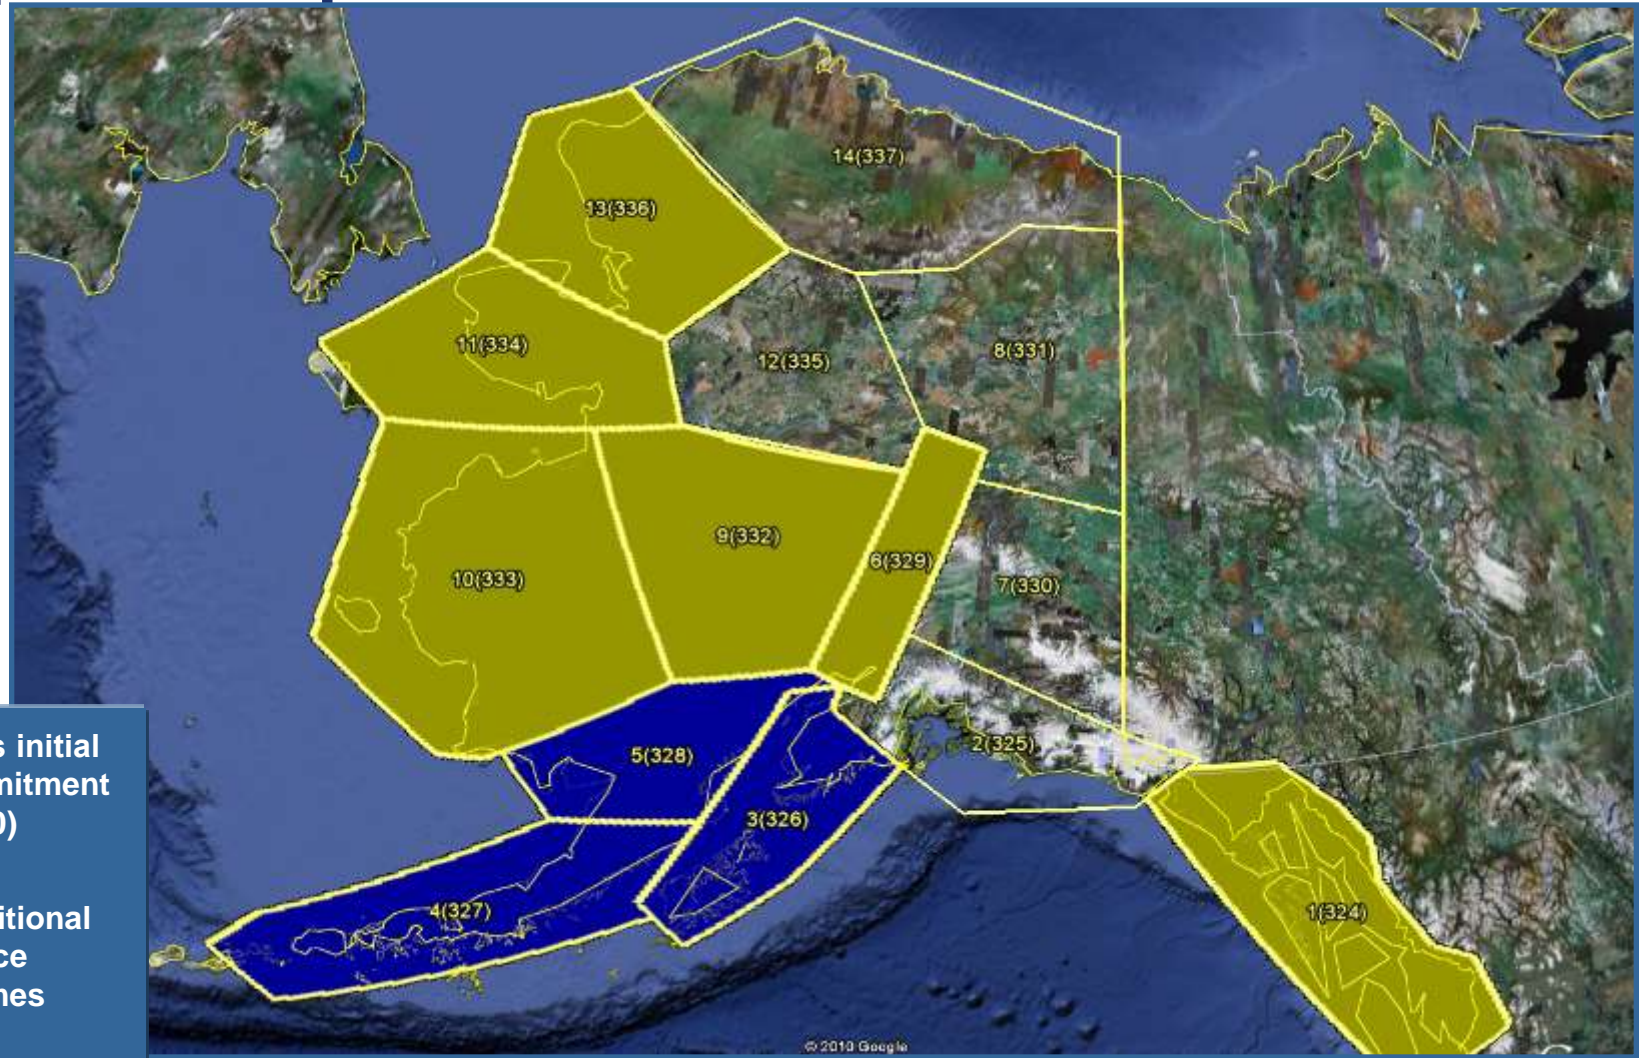 14(337)
13(336)
11(334)
12(335)
8(331)
9(332)
6(329)
10(333)
7(330)
5(328)
2(325)
3(326)
4(327)
1(324)
s initial
mitment
0)
itional
ce
nes
© 2010 Google